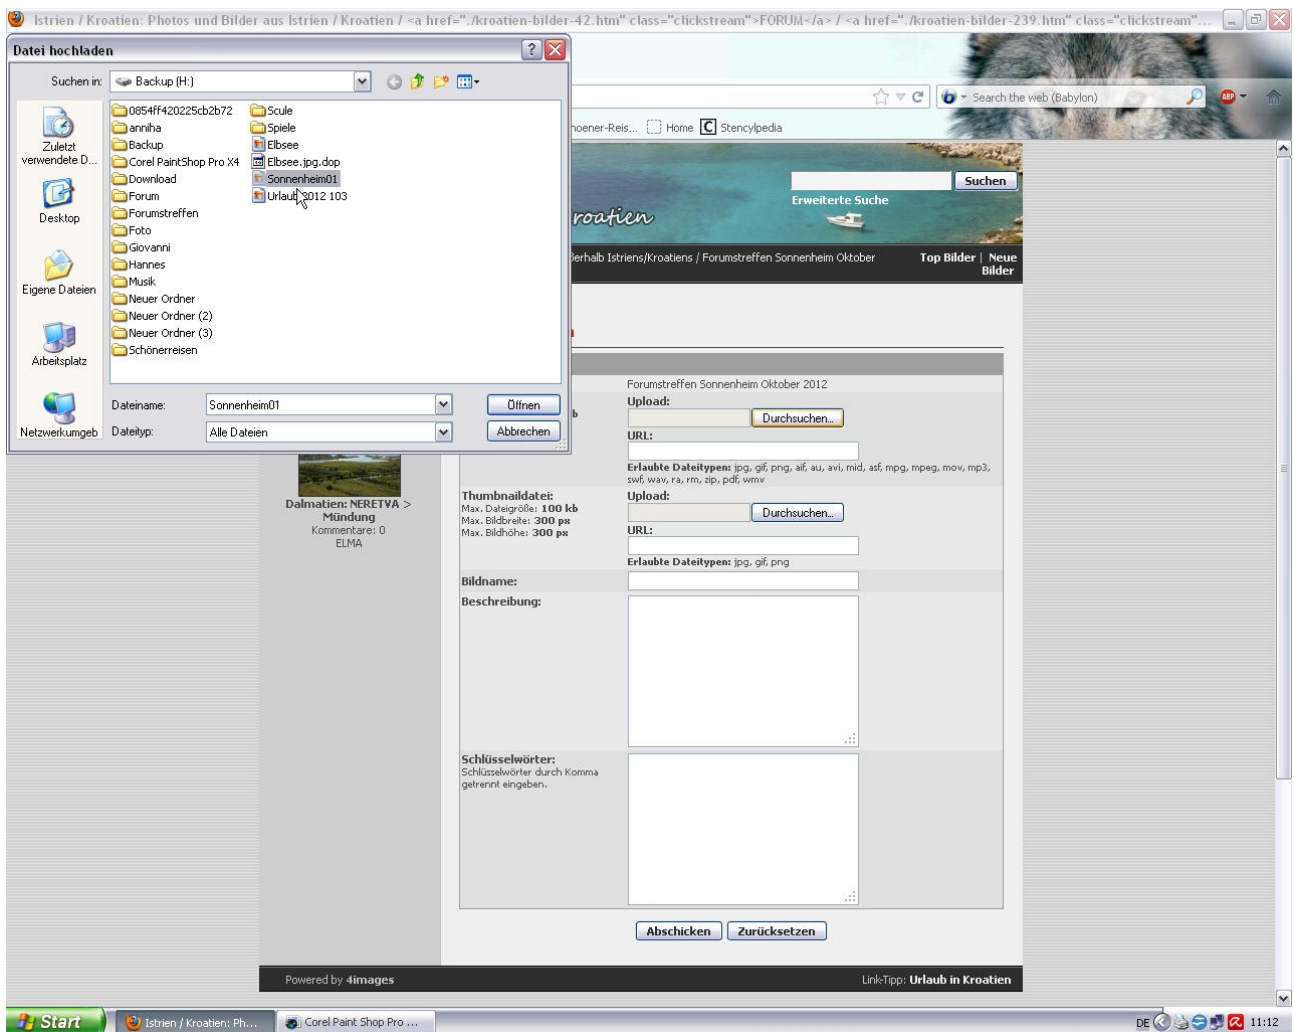 Istrien / Kroatien: Photos und Bilder aus Istrien / Kroatien / <a href="./kroatien-bilder-42.htm" class="clickstream">FORUM</a> / <a href="./kroatien-bilder-239.htm" class="clickstream"...
Datei hochladen
Suchen in: Backup (H:)
Zuletzt verwendete D...
Desktop
Eigene Dateien
Arbeitsplatz
Netzwerkumgeb
0854ff420225cb2b72
anniha
Backup
Corel PaintShop Pro X4
Download
Forum
Forumstreffen
Foto
Giovanni
Hannes
Musik
Neuer Ordner
Neuer Ordner (2)
Neuer Ordner (3)
Schönerreisen
Scule
Spiele
Elbsee
Elbsee.jpg.dop
Sonnenheim01
Urlaub 2012 103
Dateiname: Sonnenheim01 Öffnen
Dateityp: Alle Dateien Abbrechen
Search the web (Babylon)
ABP
hoener-Reis... Home C Stencylpedia
Suchen
Erweiterte Suche
roatien
erhalb Istriens/Kroatiens / Forumstreffen Sonnenheim Oktober
Top Bilder | Neue
Bilder
Forumstreffen Sonnenheim Oktober 2012
Upload:
b
Durchsuchen...
URL:
Erlaubte Dateitypen: jpg, gif, png, aif, au, avi, mid, asf, mpg, mpeg, mov, mp3,
swf, wav, ra, rm, zip, pdf, wmv
Dalmatien: NERETVA >
Mündung
Kommentare: 0
ELMA
Thumbnaildatei:
Max. Dateigröße: 100 kb
Max. Bildbreite: 300 px
Max. Bildhöhe: 300 px
Upload:
Durchsuchen...
URL:
Erlaubte Dateitypen: jpg, gif, png
Bildname:
Beschreibung:
Schlüsselwörter:
Schlüsselwörter durch Komma
getrennt eingeben.
Abschicken Zurücksetzen
Powered by 4images
Link-Tipp: Urlaub in Kroatien
Start Istrien / Kroatien: Ph... Corel Paint Shop Pro ... DE 11:12